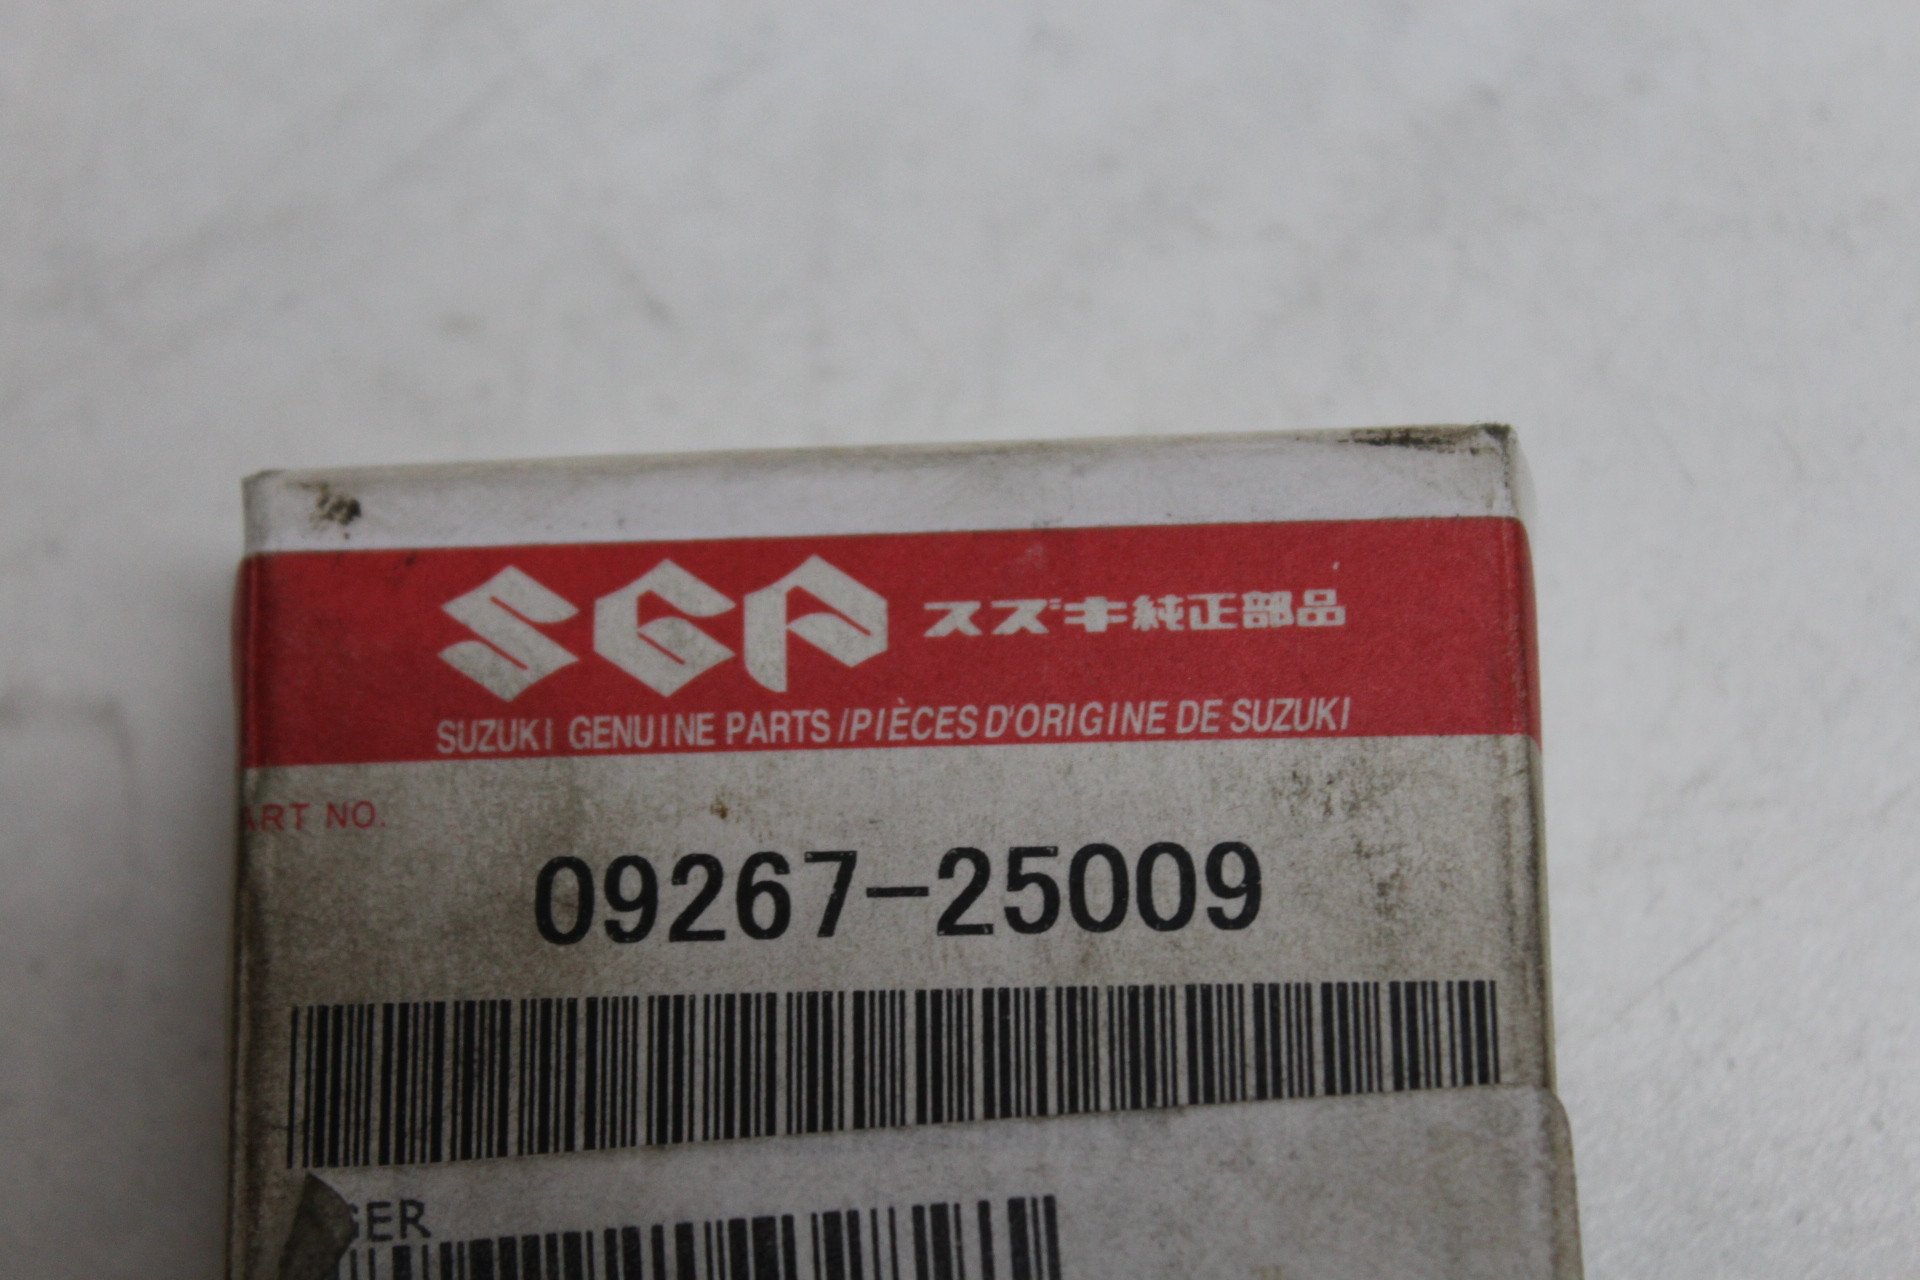 SGP スズキ純正部品
SUZUKI GENUINE PARTS/PIÈCES D'ORIGINE DE SUZUKI
ART NO.
09267-25009
GER